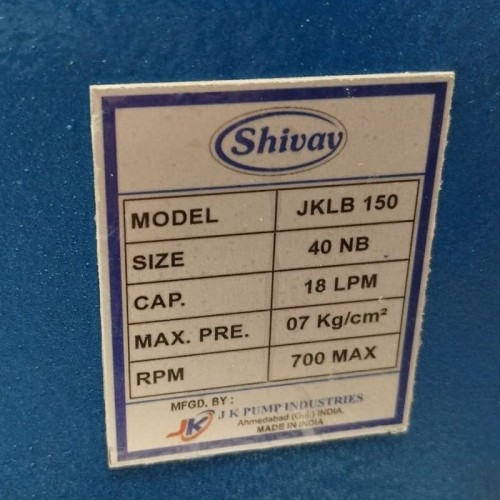 Shivay
MODEL JKLB 150
SIZE 40 NB
CAP. 18 LPM
MAX. PRE. 07 Kg/cm²
RPM 700 MAX
MFGD. BY :
JK J K PUMP INDUSTRIES
Ahmedabad (Guj.) INDIA.
MADE IN INDIA